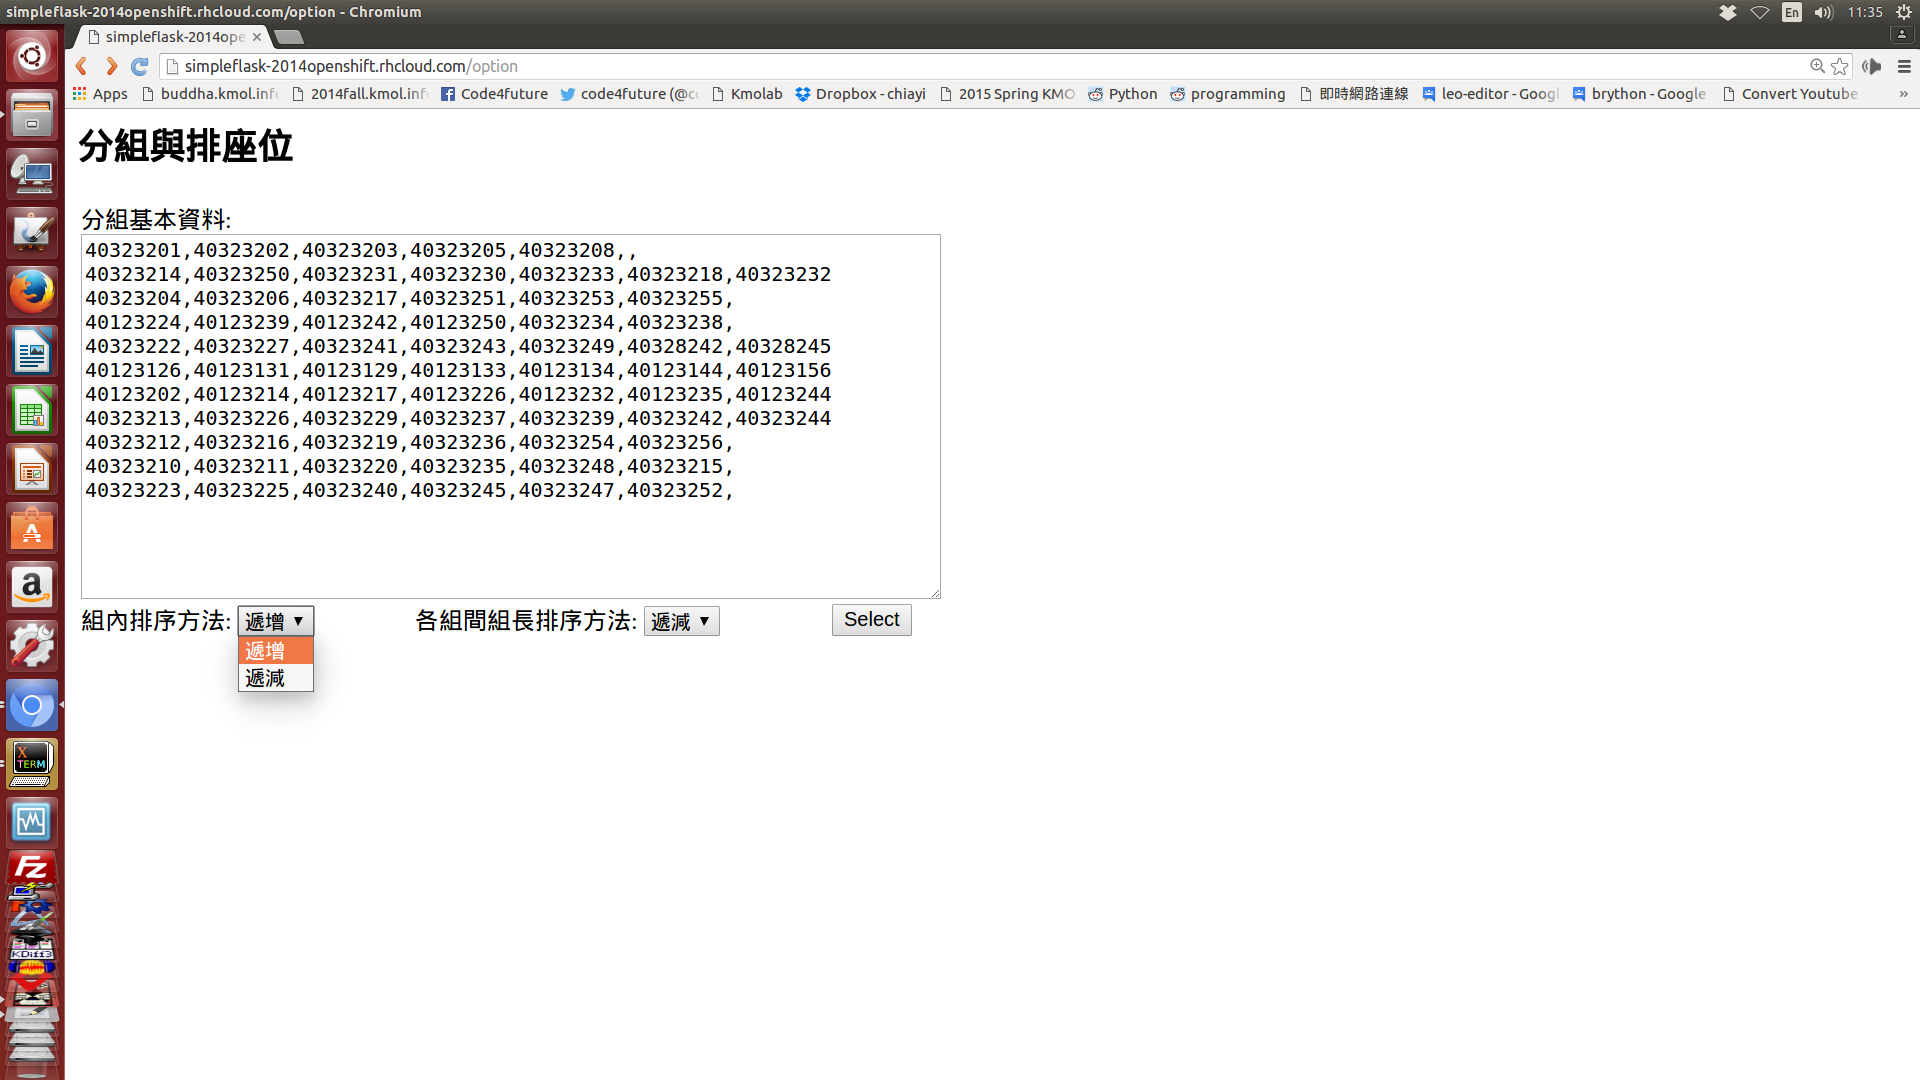 simpleflask-2014openshift.rhcloud.com/option - Chromium
En
11:35
simpleflask-2014ope
simpleflask-2014openshift.rhcloud.com/option
Apps
buddha.kmol.inf
2014fall.kmol.inf
Code4future
code4future (@c
Kmolab
Dropbox - chiayi
2015 Spring KMO
Python
programming
即時網路連線
leo-editor - Googl
brython - Google
Convert Youtube
»
分組與排座位
分組基本資料:
40323201,40323202,40323203,40323205,40323208,,
40323214,40323250,40323231,40323230,40323233,40323218,40323232
40323204,40323206,40323217,40323251,40323253,40323255,
40123224,40123239,40123242,40123250,40323234,40323238,
40323222,40323227,40323241,40323243,40323249,40328242,40328245
40123126,40123131,40123129,40123133,40123134,40123144,40123156
40123202,40123214,40123217,40123226,40123232,40123235,40123244
40323213,40323226,40323229,40323237,40323239,40323242,40323244
40323212,40323216,40323219,40323236,40323254,40323256,
40323210,40323211,40323220,40323235,40323248,40323215,
40323223,40323225,40323240,40323245,40323247,40323252,
組內排序方法: 遞增 各組間組長排序方法: 遞減 Select
遞增
遞減
X TERM
FZ
KDiff3